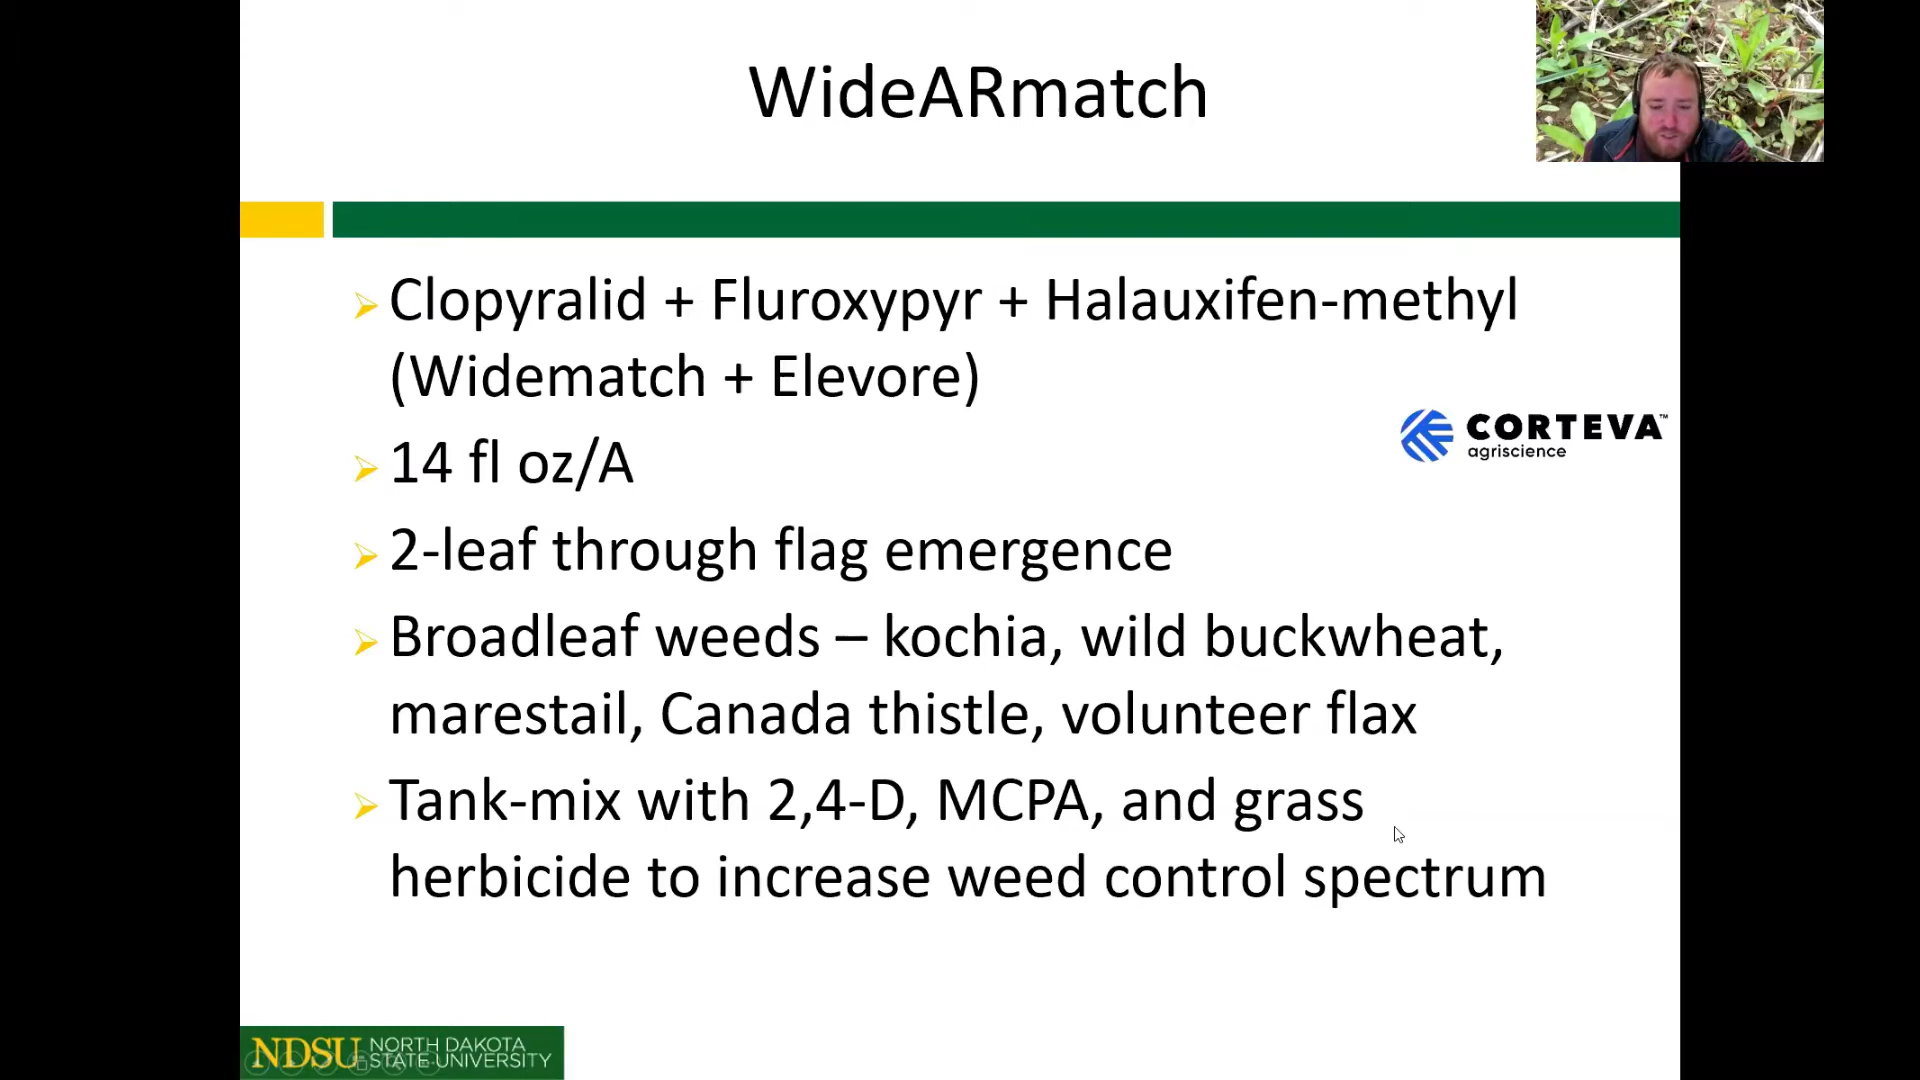 WideARmatch
Clopyralid + Fluroxypyr + Halauxifen-methyl
(Widematch + Elevore)
CORTEVA™
agriscience
14 fl oz/A
2-leaf through flag emergence
Broadleaf weeds – kochia, wild buckwheat,
marestail, Canada thistle, volunteer flax
Tank-mix with 2,4-D, MCPA, and grass
herbicide to increase weed control spectrum
NDSU NORTH DAKOTA
STATE UNIVERSITY